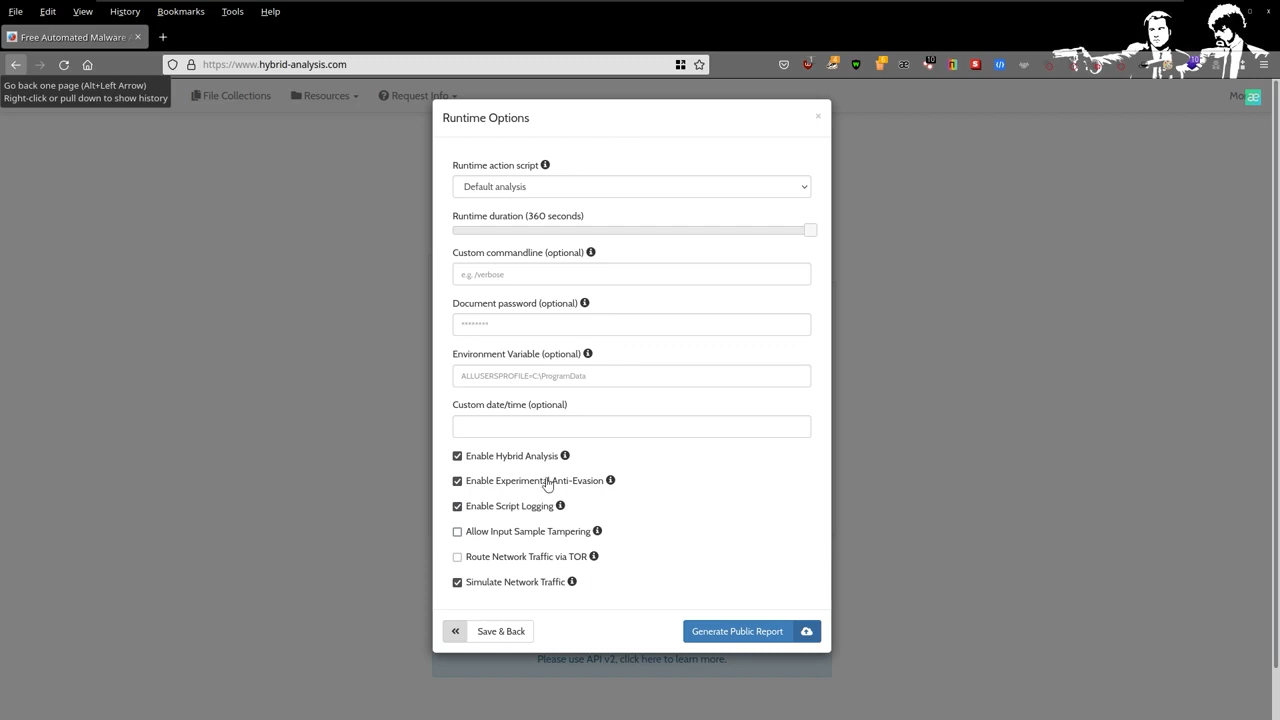 File Edit View History Bookmarks Tools Help
Free Automated Malware A
https://www.hybrid-analysis.com
10
10
Go back one page (Alt+Left Arrow)
Right-click or pull down to show history
File Collections Resources Request Info
æ
Runtime Options
×
Runtime action script
Default analysis
Runtime duration (360 seconds)
Custom commandline (optional)
e.g. /verbose
Document password (optional)
********
Environment Variable (optional)
ALLUSERSPROFILE=C:\ProgramData
Custom date/time (optional)
Enable Hybrid Analysis
Enable Experimental Anti-Evasion
Enable Script Logging
Allow Input Sample Tampering
Route Network Traffic via TOR
Simulate Network Traffic
Save & Back
Generate Public Report
Please use API v2, click here to learn more.